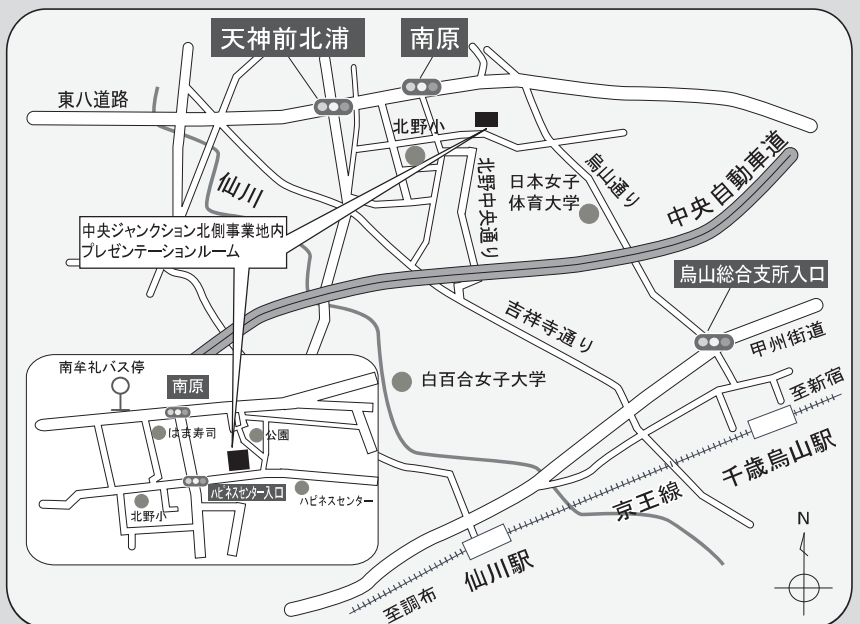 天神前北浦
南原
東八道路
北野小
仙川
北野中央通り
日本女子
体育大学
烏山通り
中央自動車道
中央ジャンクション北側事業地内
プレゼンテーションルーム
烏山総合支所入口
吉祥寺通り
甲州街道
白百合女子大学
至新宿
千歳烏山駅
京王線
仙川駅
至調布
N
南牟礼バス停
南原
はま寿司
公園
ハピネスセンター入口
ハピネスセンター
北野小